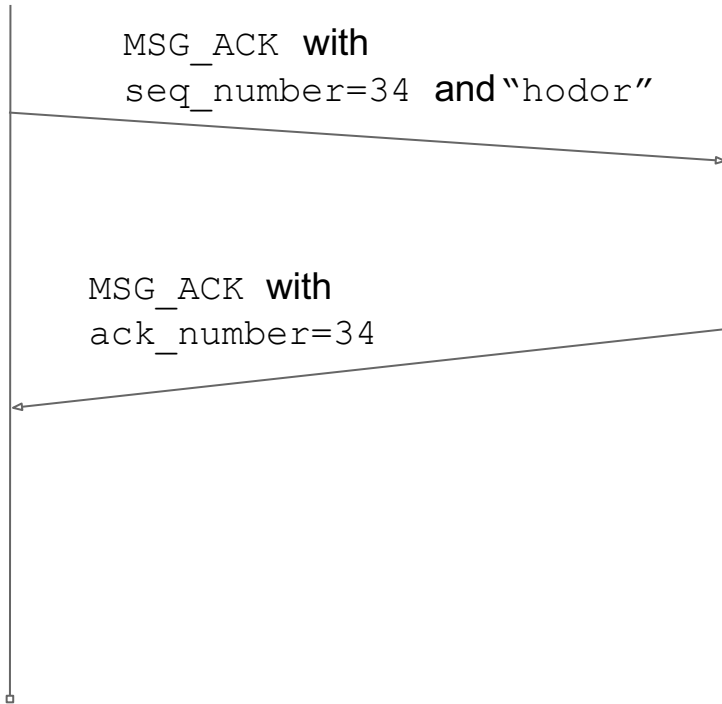 MSG_ACK with
seq_number=34 and “hodor”
MSG_ACK with
ack_number=34